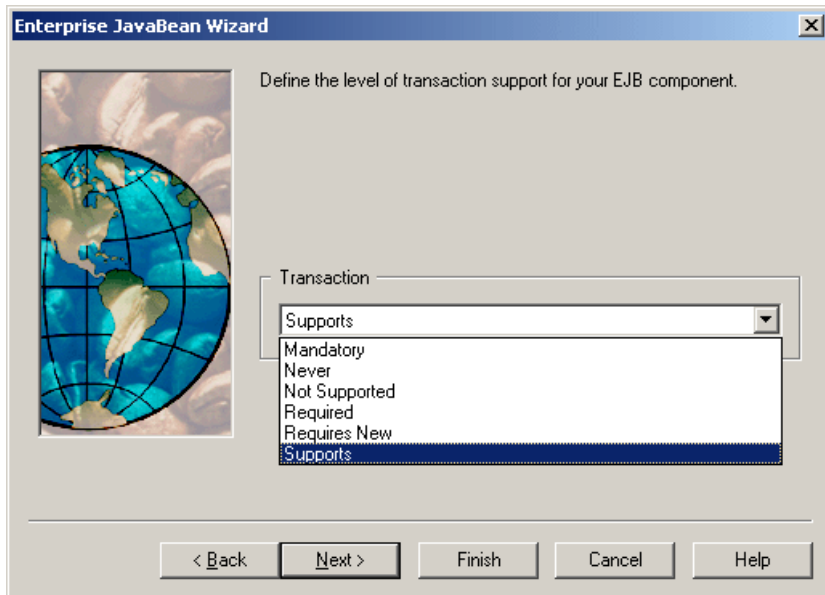 Enterprise JavaBean Wizard
Define the level of transaction support for your EJB component.
Transaction
Supports
Mandatory
Never
Not Supported
Required
Requires New
Supports
< Back
Next >
Finish
Cancel
Help